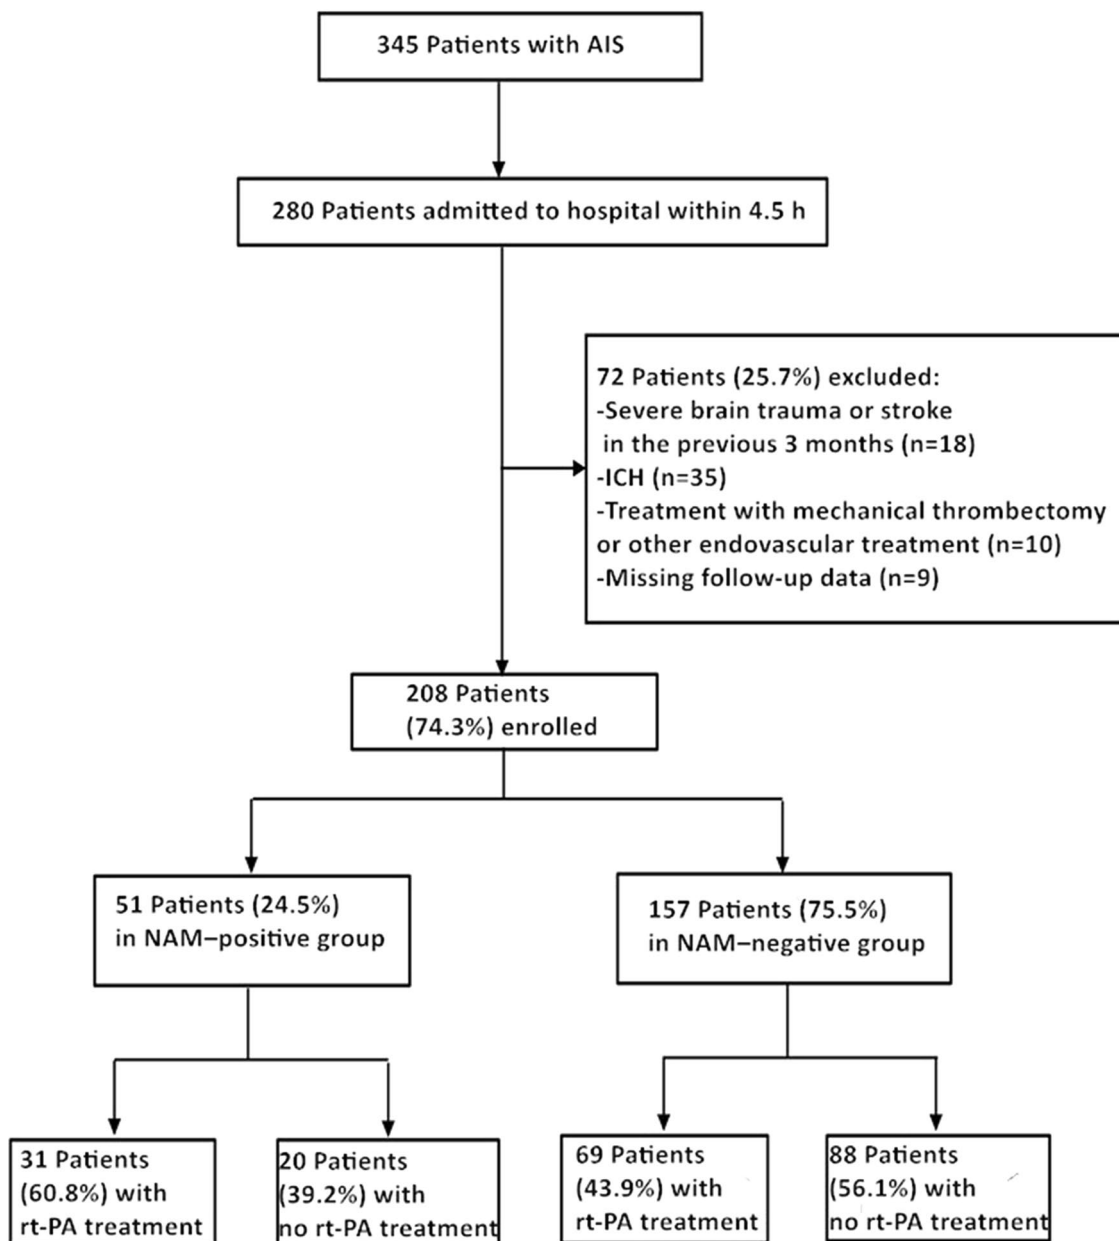 345 Patients with AIS
280 Patients admitted to hospital within 4.5 h
72 Patients (25.7%) excluded:
-Severe brain trauma or stroke
in the previous 3 months (n=18)
-ICH (n=35)
-Treatment with mechanical thrombectomy
or other endovascular treatment (n=10)
-Missing follow-up data (n=9)
208 Patients
(74.3%) enrolled
51 Patients (24.5%)
in NAM–positive group
157 Patients (75.5%)
in NAM–negative group
31 Patients
(60.8%) with
rt-PA treatment
20 Patients
(39.2%) with
no rt-PA treatment
69 Patients
(43.9%) with
rt-PA treatment
88 Patients
(56.1%) with
no rt-PA treatment